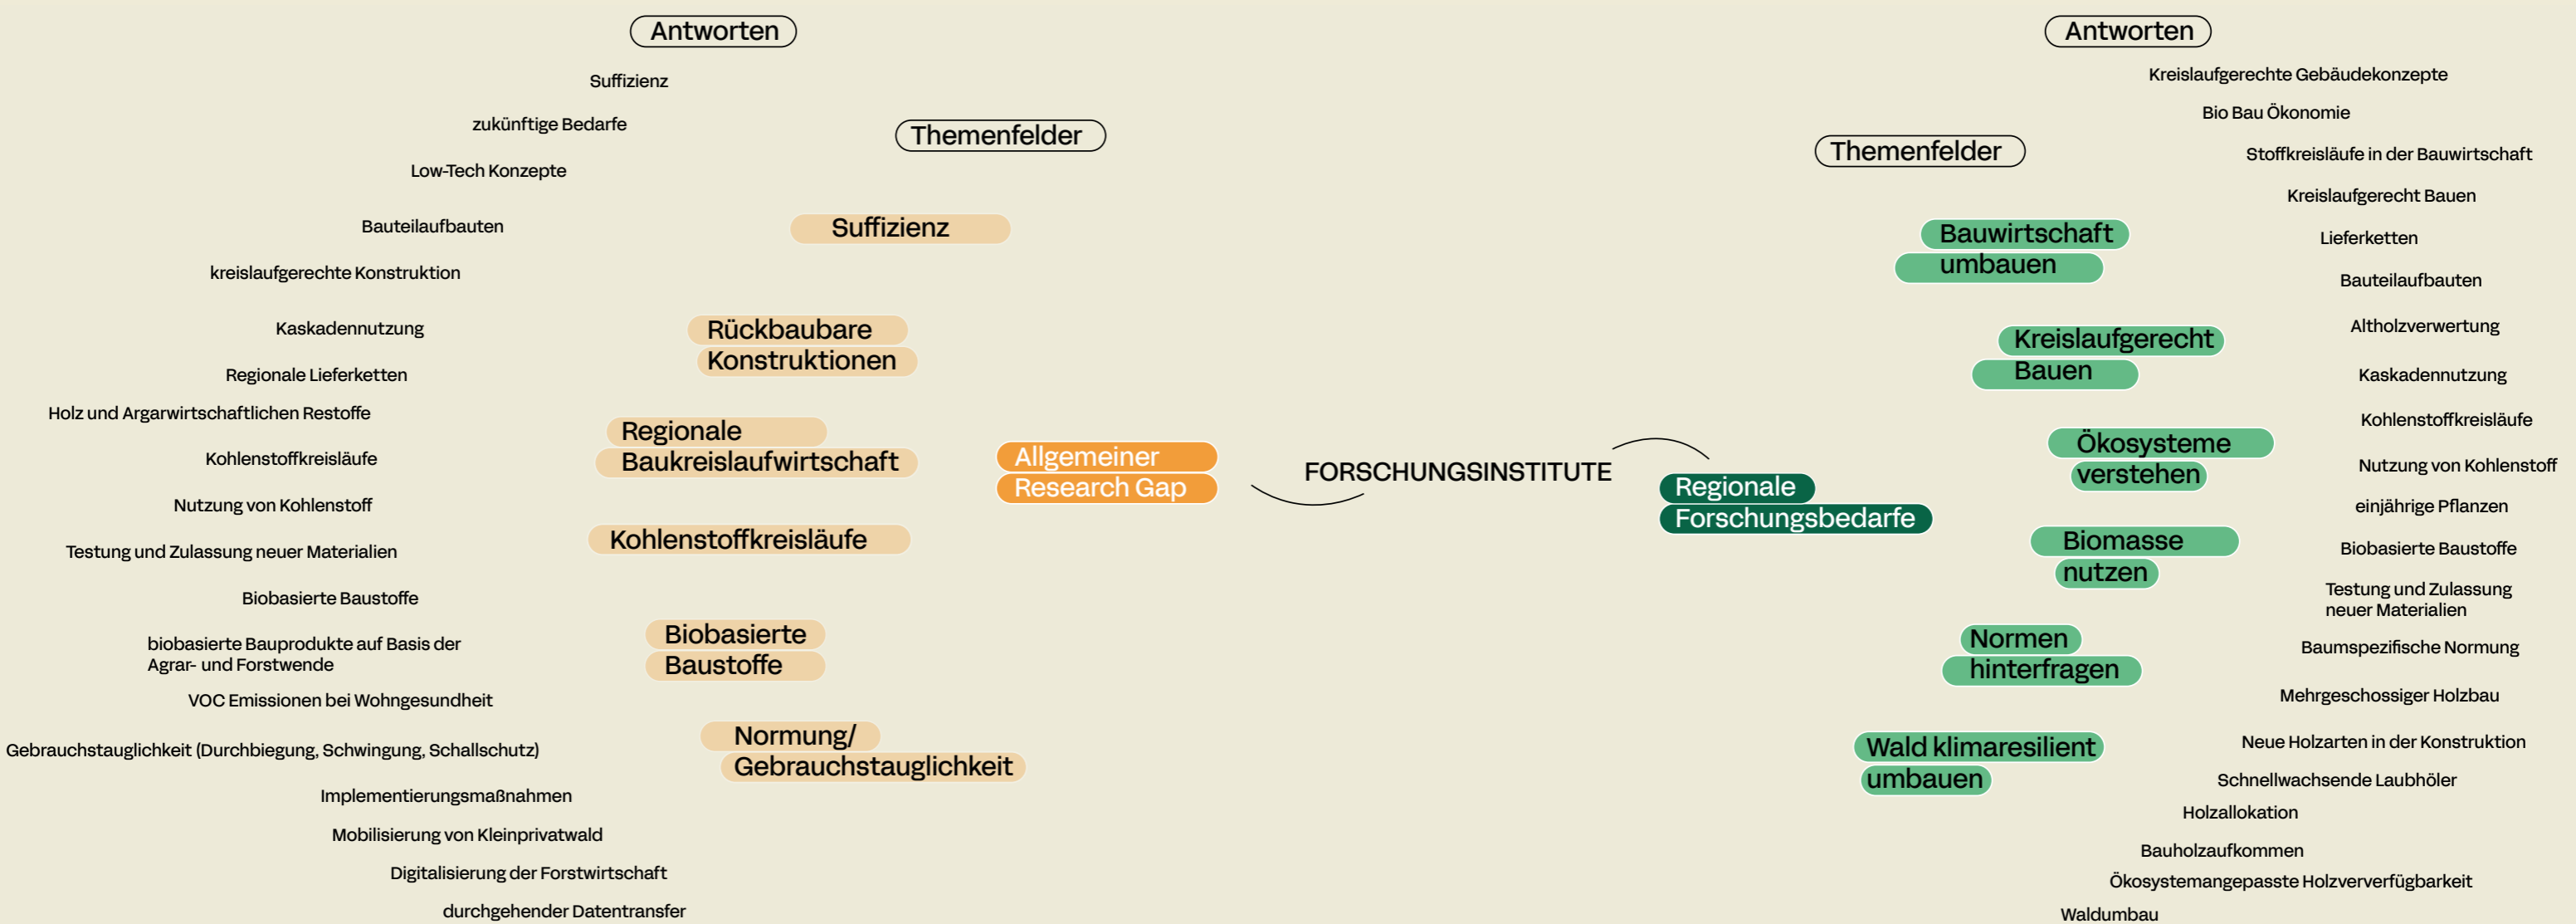 Antworten
Suffizienz
zukünftige Bedarfe
Low-Tech Konzepte
Bauteilaufbauten
kreislaufgerechte Konstruktion
Kaskadennutzung
Regionale Lieferketten
Holz und Argarwirtschaftlichen Restoffe
Kohlenstoffkreisläufe
Nutzung von Kohlenstoff
Testung und Zulassung neuer Materialien
Biobasierte Baustoffe
biobasierte Bauprodukte auf Basis der
Agrar- und Forstwende
VOC Emissionen bei Wohngesundheit
Gebrauchstauglichkeit (Durchbiegung, Schwingung, Schallschutz)
Implementierungsmaßnahmen
Mobilisierung von Kleinprivatwald
Digitalisierung der Forstwirtschaft
durchgehender Datentransfer
Themenfelder
Suffizienz
Rückbaubare
Konstruktionen
Regionale
Baukreislaufwirtschaft
Kohlenstoffkreisläufe
Biobasierte
Baustoffe
Normung/
Gebrauchstauglichkeit
Allgemeiner
Research Gap
FORSCHUNGSINSTITUTE
Regionale
Forschungsbedarfe
Themenfelder
Bauwirtschaft
umbauen
Kreislaufgerecht
Bauen
Ökosysteme
verstehen
Biomasse
nutzen
Normen
hinterfragen
Wald klimaresilient
umbauen
Antworten
Kreislaufgerechte Gebäudekonzepte
Bio Bau Ökonomie
Stoffkreisläufe in der Bauwirtschaft
Kreislaufgerecht Bauen
Lieferketten
Bauteilaufbauten
Altholzverwertung
Kaskadennutzung
Kohlenstoffkreisläufe
Nutzung von Kohlenstoff
einjährige Pflanzen
Biobasierte Baustoffe
Testung und Zulassung
neuer Materialien
Baumspezifische Normung
Mehrgeschossiger Holzbau
Neue Holzarten in der Konstruktion
Schnellwachsende Laubhöler
Holzallokation
Bauholzaufkommen
Ökosystemangepasste Holzververfügbarkeit
Waldumbau